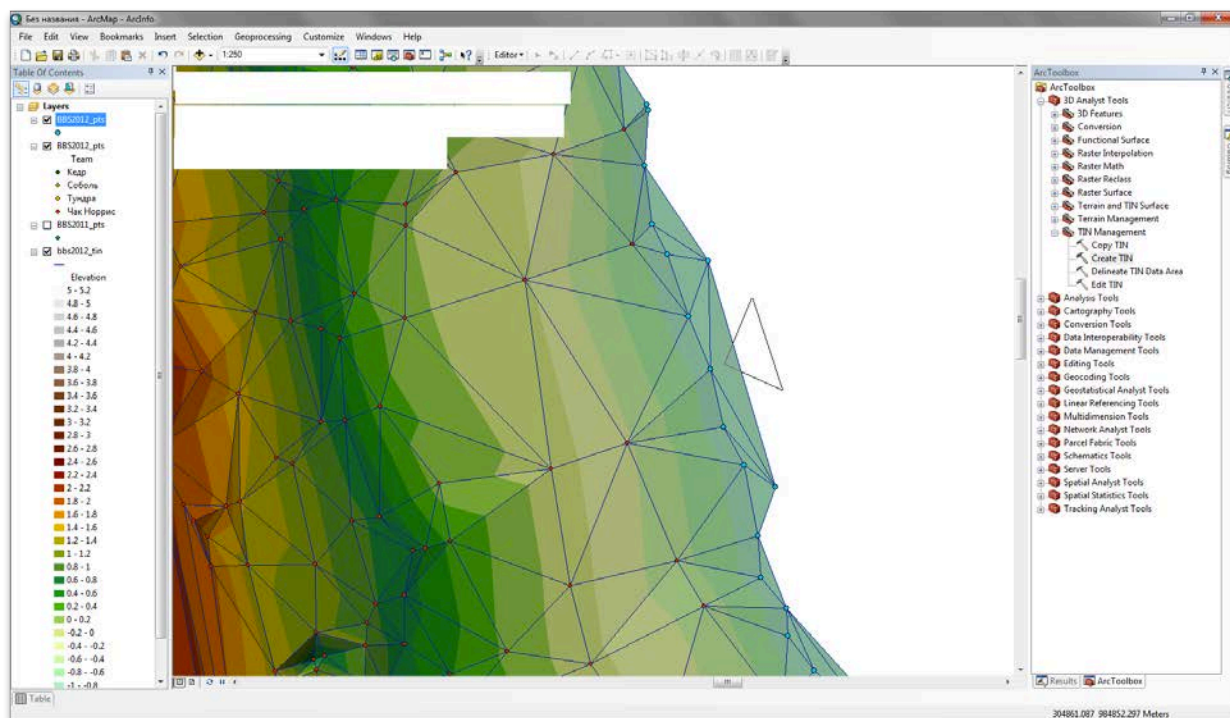 Без названия - ArcMap - ArcInfo
File Edit View Bookmarks Insert Selection Geoprocessing Customize Windows Help
1:250
Editor
Table Of Contents
Layers
BBS2012_pts
BBS2012_pts
Team
Кедр
Соболь
Тундра
Чак Норрис
BBS2011_pts
bbs2012_tin
Elevation
5 - 5.2
4.8 - 5
4.6 - 4.8
4.4 - 4.6
4.2 - 4.4
4 - 4.2
3.8 - 4
3.6 - 3.8
3.4 - 3.6
3.2 - 3.4
3 - 3.2
2.8 - 3
2.6 - 2.8
2.4 - 2.6
2.2 - 2.4
2 - 2.2
1.8 - 2
1.6 - 1.8
1.4 - 1.6
1.2 - 1.4
1 - 1.2
0.8 - 1
0.6 - 0.8
0.4 - 0.6
0.2 - 0.4
0 - 0.2
-0.2 - 0
-0.4 - -0.2
-0.6 - -0.4
-0.8 - -0.6
-1 - -0.8
ArcToolbox
ArcToolbox
3D Analyst Tools
3D Features
Conversion
Functional Surface
Raster Interpolation
Raster Math
Raster Reclass
Raster Surface
Terrain and TIN Surface
Terrain Management
TIN Management
Copy TIN
Create TIN
Delineate TIN Data Area
Edit TIN
Analysis Tools
Cartography Tools
Conversion Tools
Data Interoperability Tools
Data Management Tools
Editing Tools
Geocoding Tools
Geostatistical Analyst Tools
Linear Referencing Tools
Multidimension Tools
Network Analyst Tools
Parcel Fabric Tools
Schematics Tools
Server Tools
Spatial Analyst Tools
Spatial Statistics Tools
Tracking Analyst Tools
Results ArcToolbox
Table
304861.087 984852.297 Meters